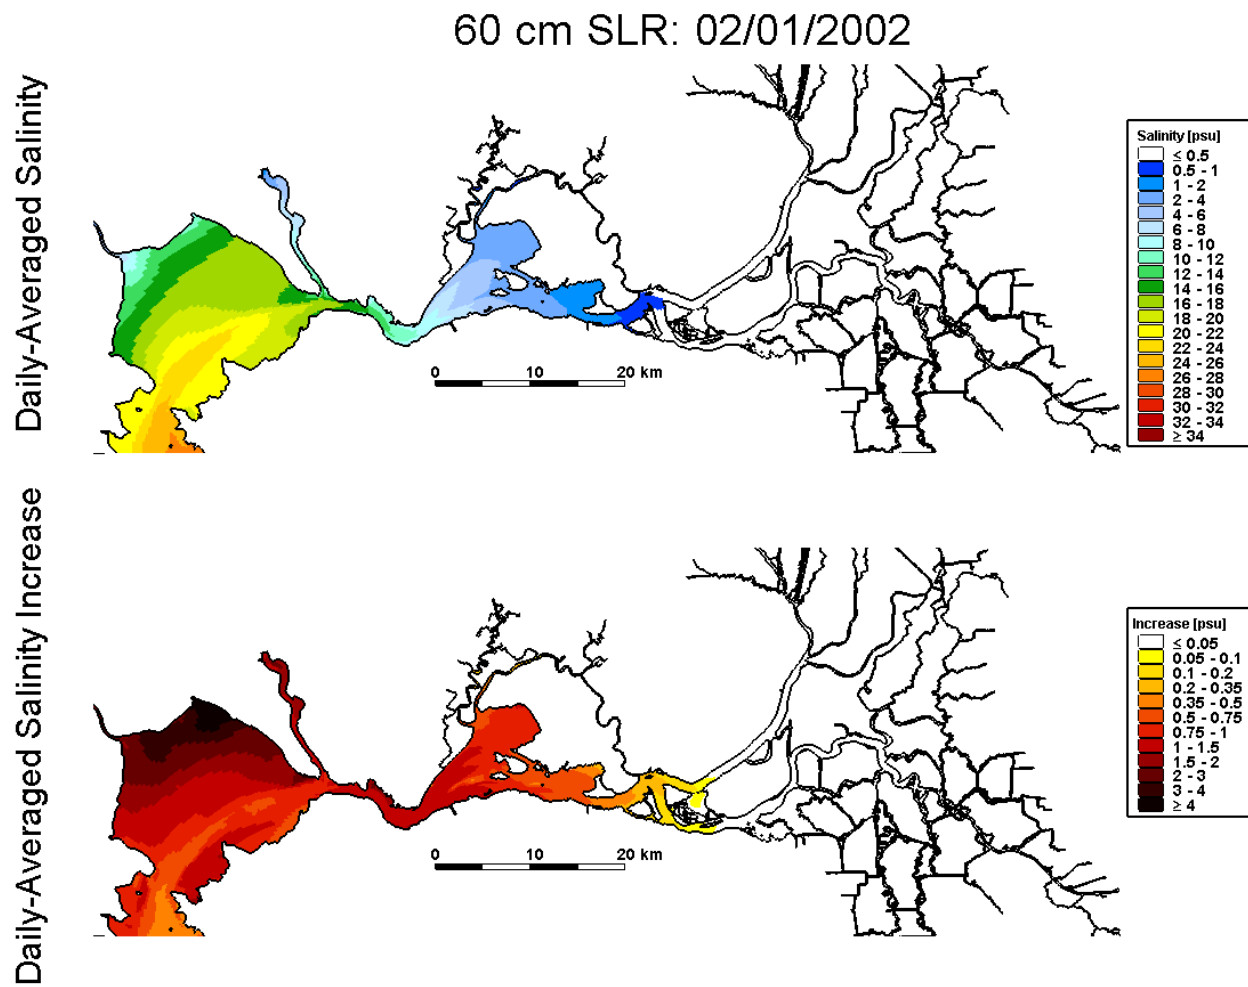 60 cm SLR: 02/01/2002
Daily-Averaged Salinity
Salinity [psu]
≤ 0.5
0.5 - 1
1 - 2
2 - 4
4 - 6
6 - 8
8 - 10
10 - 12
12 - 14
14 - 16
16 - 18
18 - 20
20 - 22
22 - 24
24 - 26
26 - 28
28 - 30
30 - 32
32 - 34
≥ 34
0 10 20 km
Daily-Averaged Salinity Increase
Increase [psu]
≤ 0.05
0.05 - 0.1
0.1 - 0.2
0.2 - 0.35
0.35 - 0.5
0.5 - 0.75
0.75 - 1
1 - 1.5
1.5 - 2
2 - 3
3 - 4
≥ 4
0 10 20 km